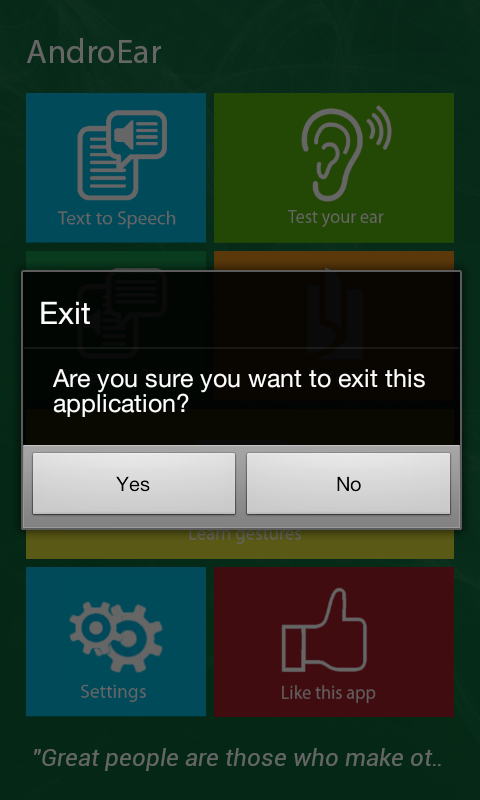 AndroEar
Text to Speech
Test your ear
Exit
Are you sure you want to exit this
application?
Yes
No
Learn gestures
Settings
Like this app
"Great people are those who make ot..